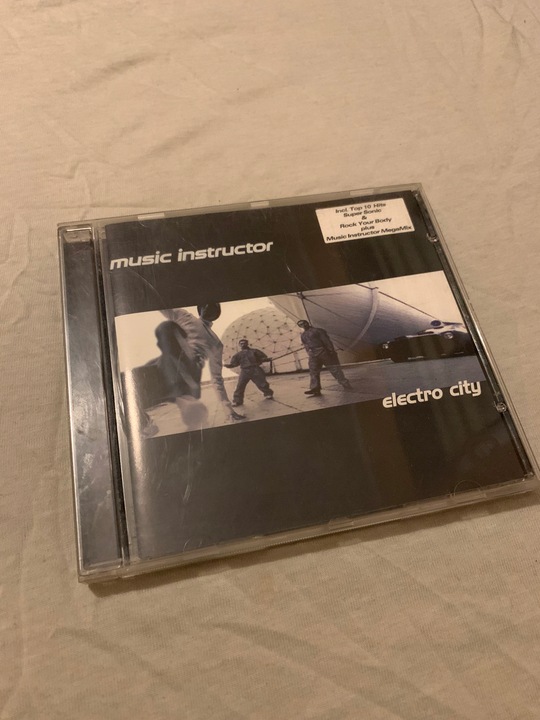 Incl. Top 10 Hits
Super Sonic
&
Rock Your Body
plus
Music Instructor MegaMix
music instructor
electro city